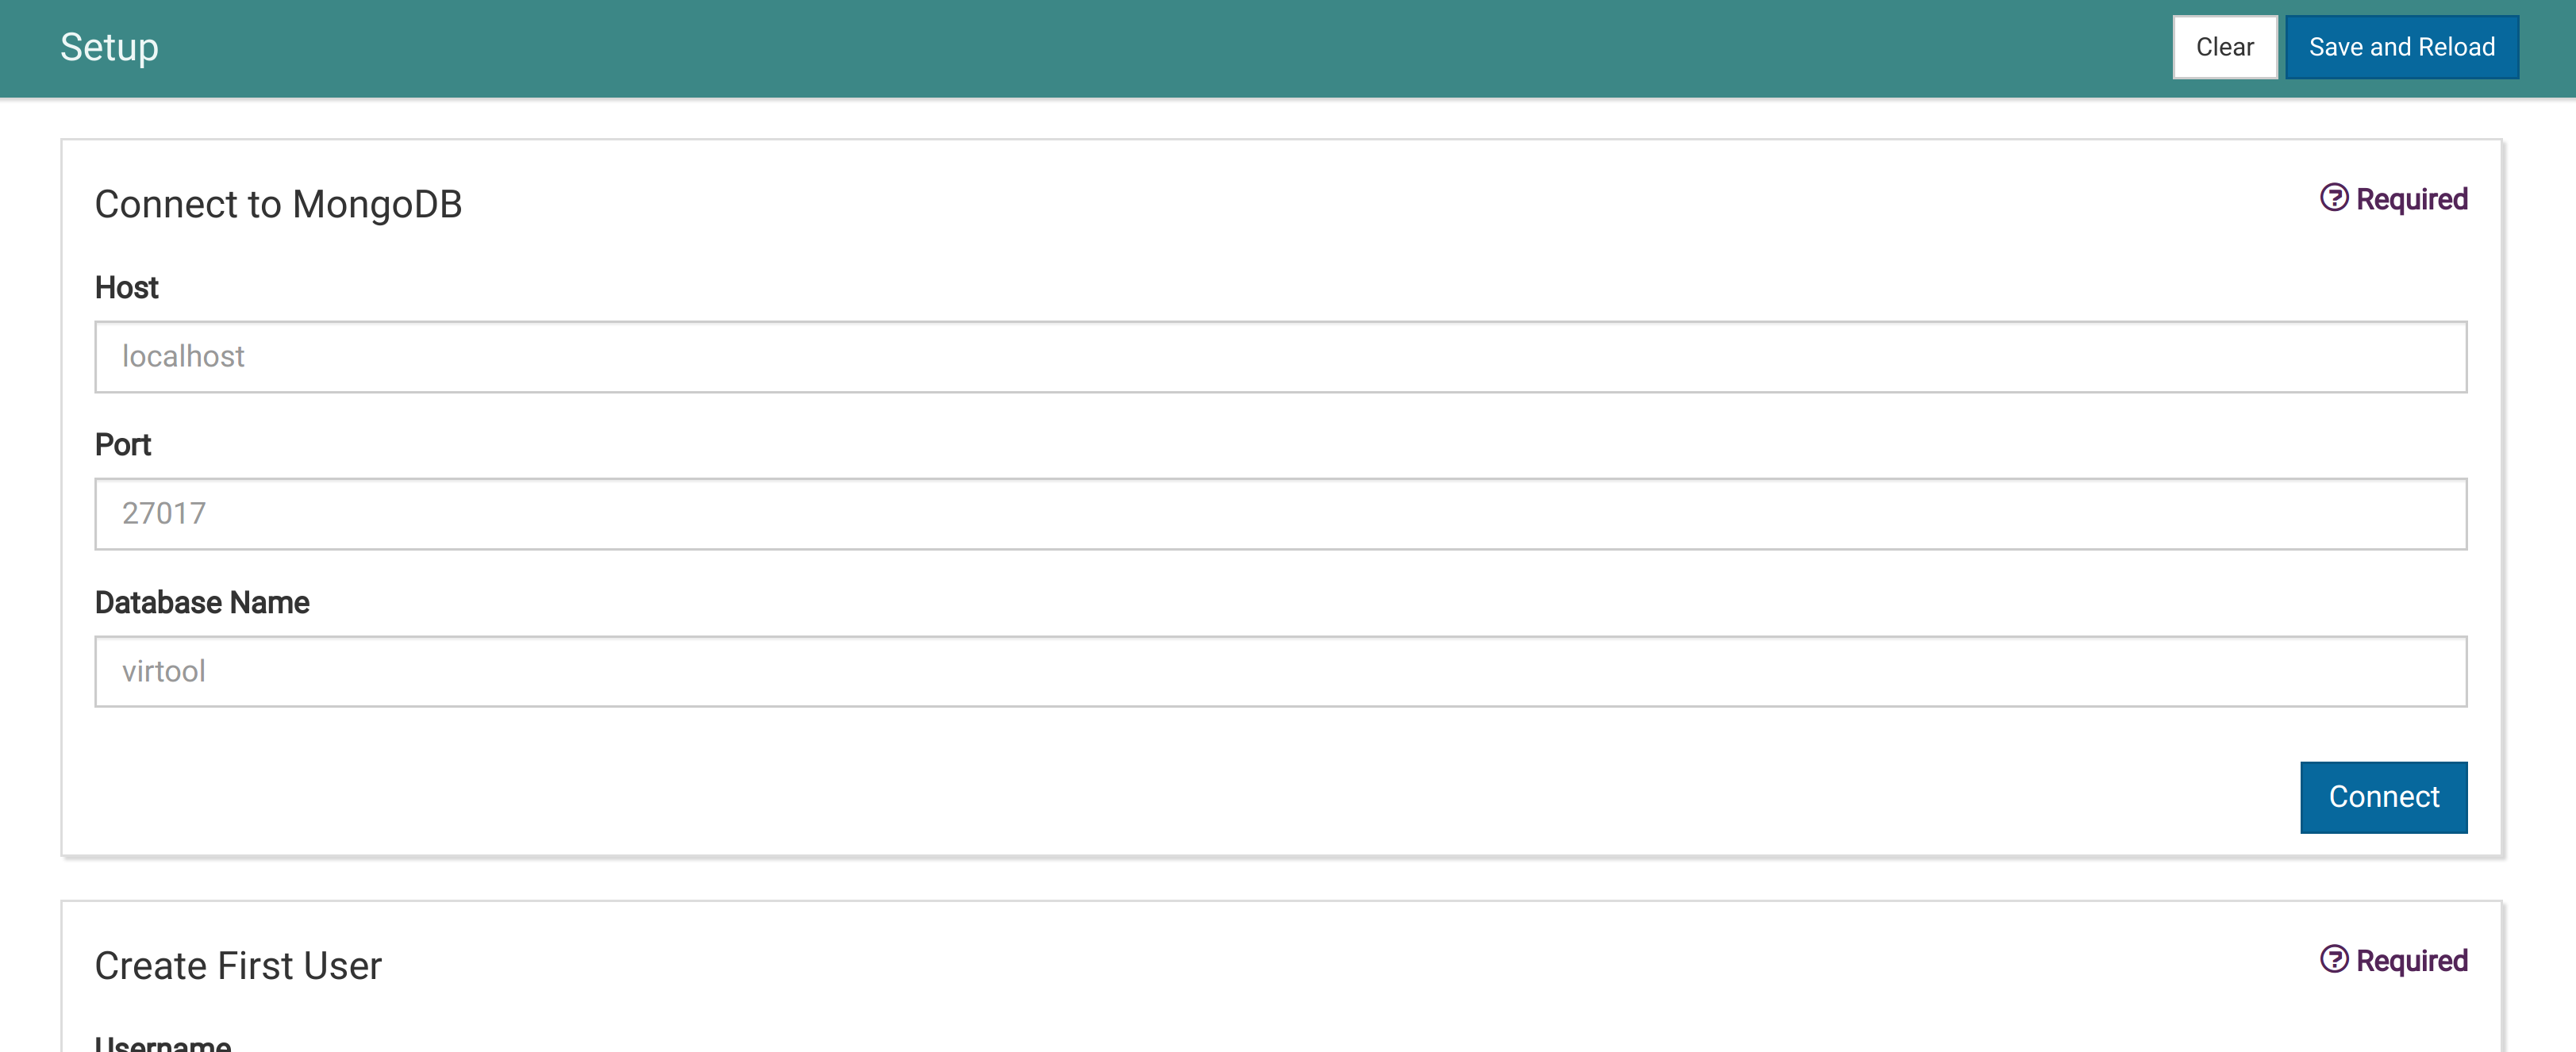 Setup
Clear
Save and Reload
Connect to MongoDB
Required
Host
localhost
Port
27017
Database Name
virtool
Connect
Create First User
Required
Username